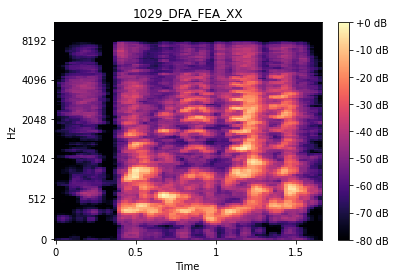 1029_DFA_FEA_XX
+0 dB
8192
-10 dB
4096
-20 dB
-30 dB
2048
Hz
-40 dB
1024
-50 dB
512
-60 dB
-70 dB
0
-80 dB
0
0.5
1
1.5
Time